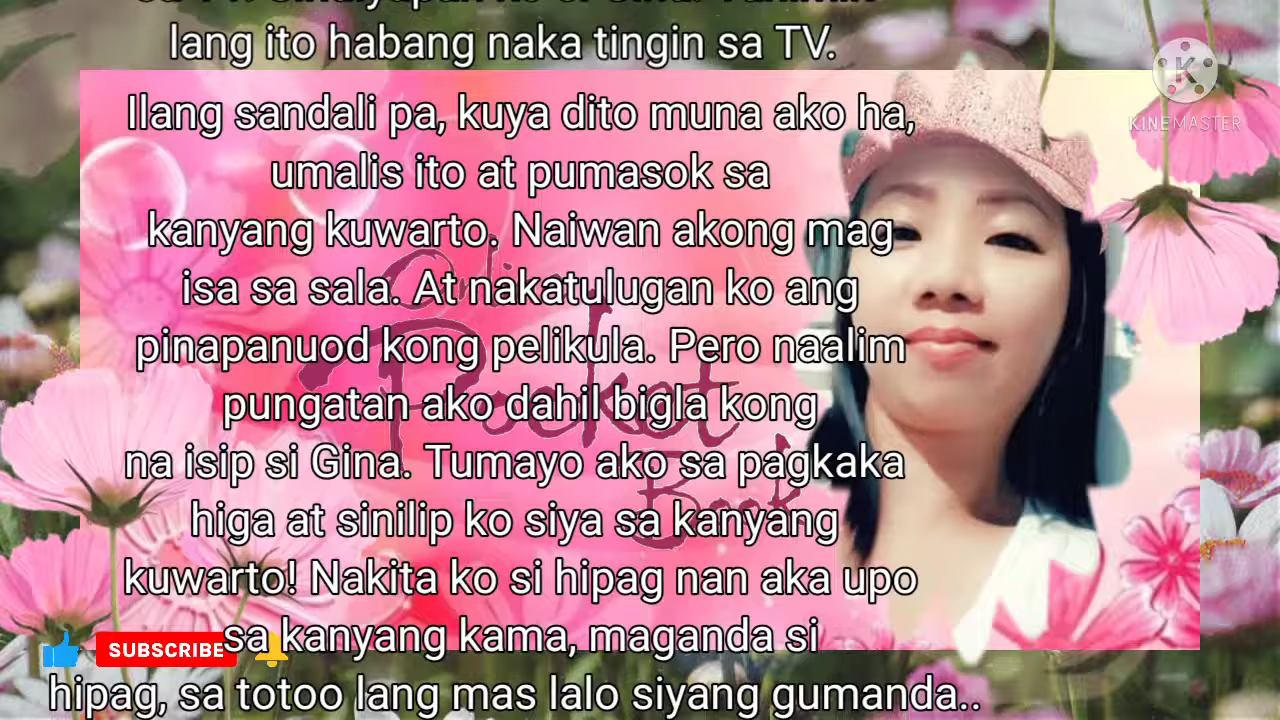 lang ito habang naka tingin sa TV.
Ilang sandali pa, kuya dito muna ako ha,
umalis ito at pumasok sa
kanyang kuwarto. Naiwan akong mag
isa sa sala. At nakatulugan ko ang
pinapanuod kong pelikula. Pero naalim
pungatan ako dahil bigla kong
na isip si Gina. Tumayo ako sa pagkaka
higa at sinilip ko siya sa kanyang
kuwarto! Nakita ko si hipag nan aka upo
sa kanyang kama, maganda si
hipag, sa totoo lang mas lalo siyang gumanda..
Online
Pocket
Book
SUBSCRIBE
K
KINEMASTER